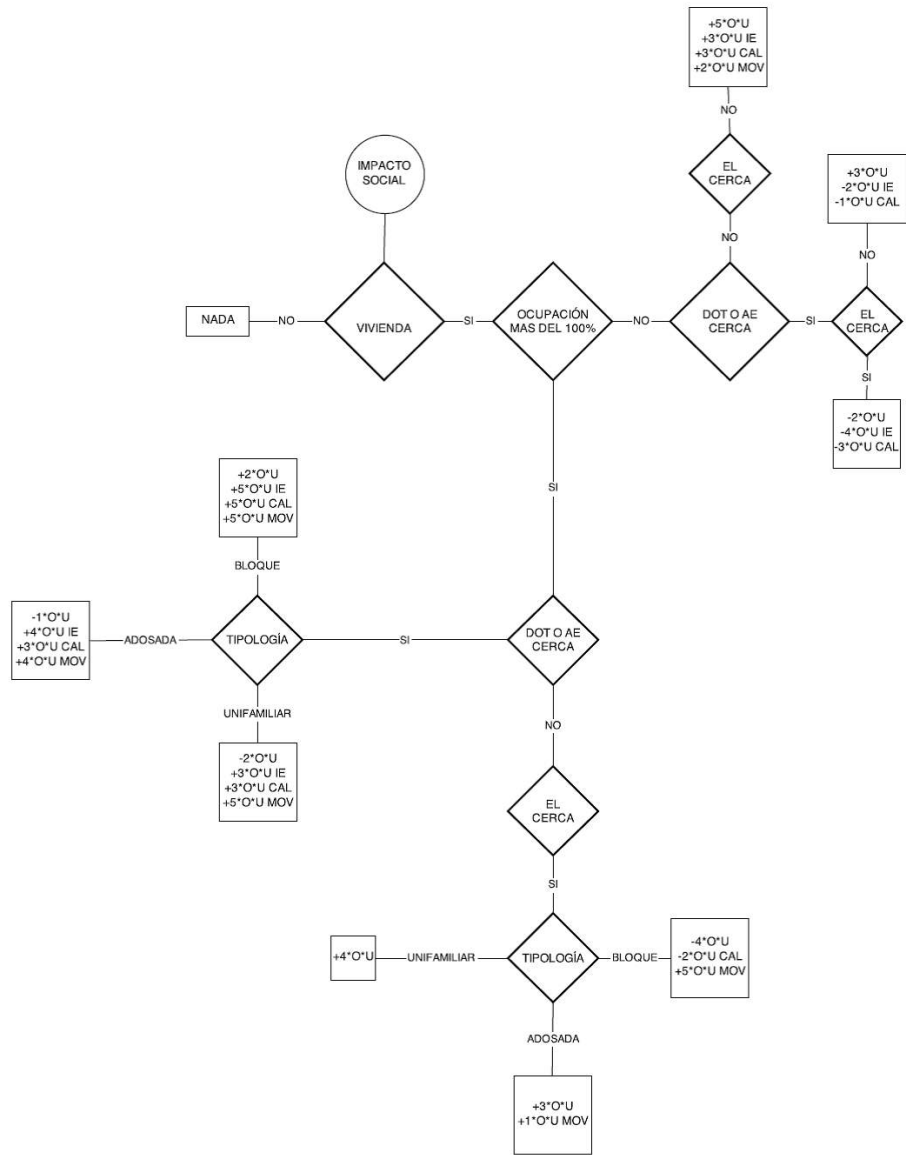 +5*O*U
+3*O*U IE
+3*O*U CAL
+2*O*U MOV
NO
EL
CERCA
NO
IMPACTO
SOCIAL
+3*O*U
-2*O*U IE
-1*O*U CAL
NO
NADA
NO
VIVIENDA
SI
OCUPACIÓN
MAS DEL 100%
NO
DOT O AE
CERCA
SI
EL
CERCA
SI
-2*O*U
-4*O*U IE
-3*O*U CAL
SI
+2*O*U
+5*O*U IE
+5*O*U CAL
+5*O*U MOV
BLOQUE
-1*O*U
+4*O*U IE
+3*O*U CAL
+4*O*U MOV
ADOSADA
TIPOLOGÍA
SI
DOT O AE
CERCA
UNIFAMILIAR
-2*O*U
+3*O*U IE
+3*O*U CAL
+5*O*U MOV
NO
EL
CERCA
SI
+4*O*U
UNIFAMILIAR
TIPOLOGÍA
BLOQUE
-4*O*U
-2*O*U CAL
+5*O*U MOV
ADOSADA
+3*O*U
+1*O*U MOV